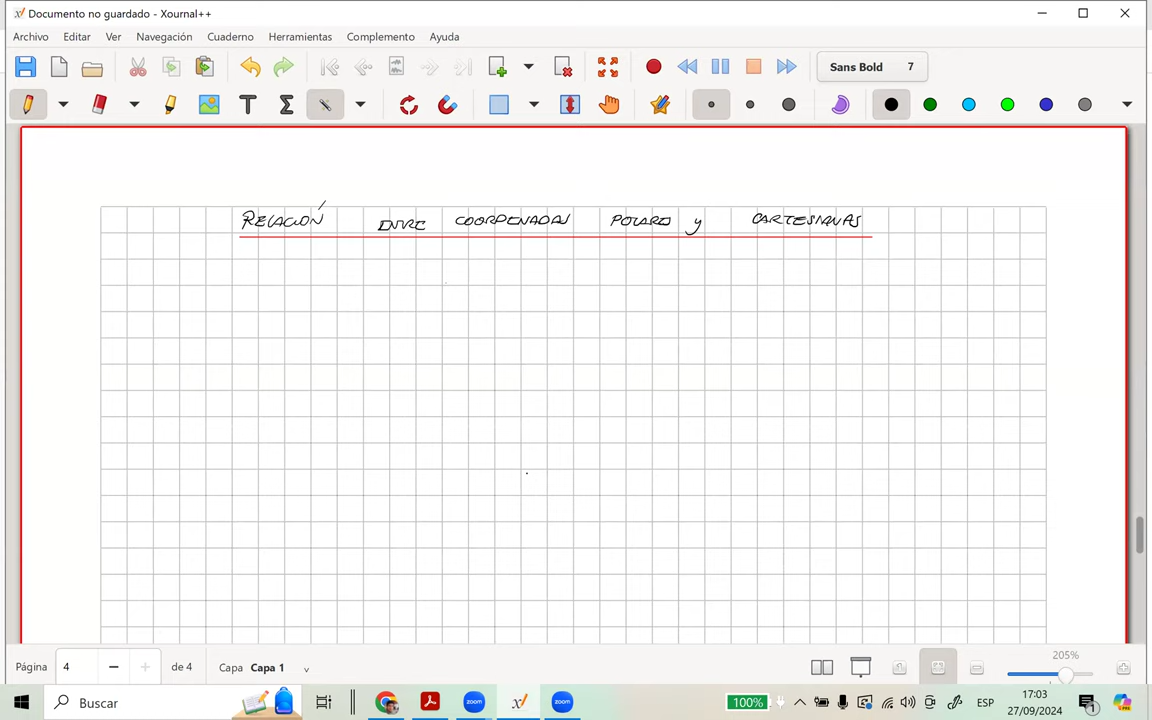 Documento no guardado - Xournal++
Archivo Editar Ver Navegación Cuaderno Herramientas Complemento Ayuda
Sans Bold 7
RELACIÓN ENTRE COORDENADAS POLARES y CARTESIANAS
Página 4 de 4 Capa Capa 1 205%
Buscar 100% ESP 17:03
27/09/2024